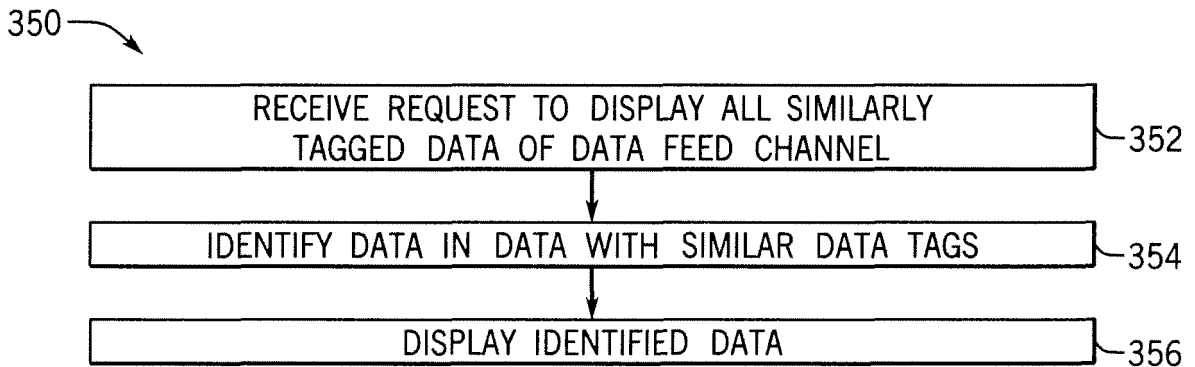 350
RECEIVE REQUEST TO DISPLAY ALL SIMILARLY
TAGGED DATA OF DATA FEED CHANNEL
352
IDENTIFY DATA IN DATA WITH SIMILAR DATA TAGS
354
DISPLAY IDENTIFIED DATA
356